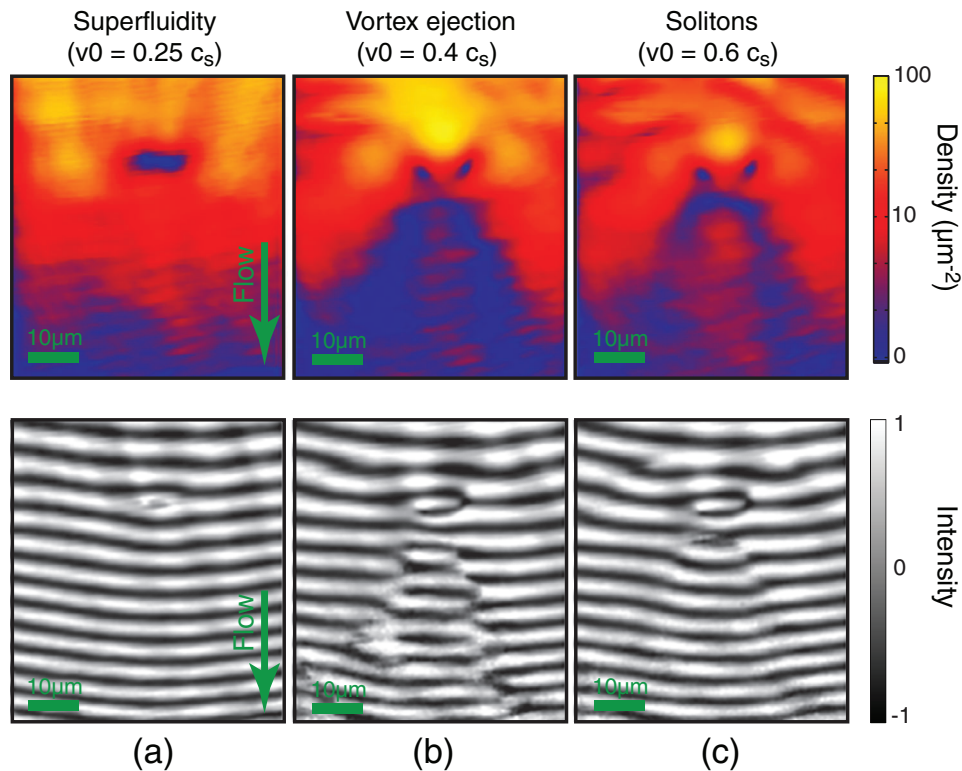 Superfluidity
(v0 = 0.25 cs)
Vortex ejection
(v0 = 0.4 cs)
Solitons
(v0 = 0.6 cs)
Flow
10µm
10µm
10µm
100
10
0
Density (µm-2)
Flow
10µm
10µm
10µm
1
0
-1
Intensity
(a)
(b)
(c)